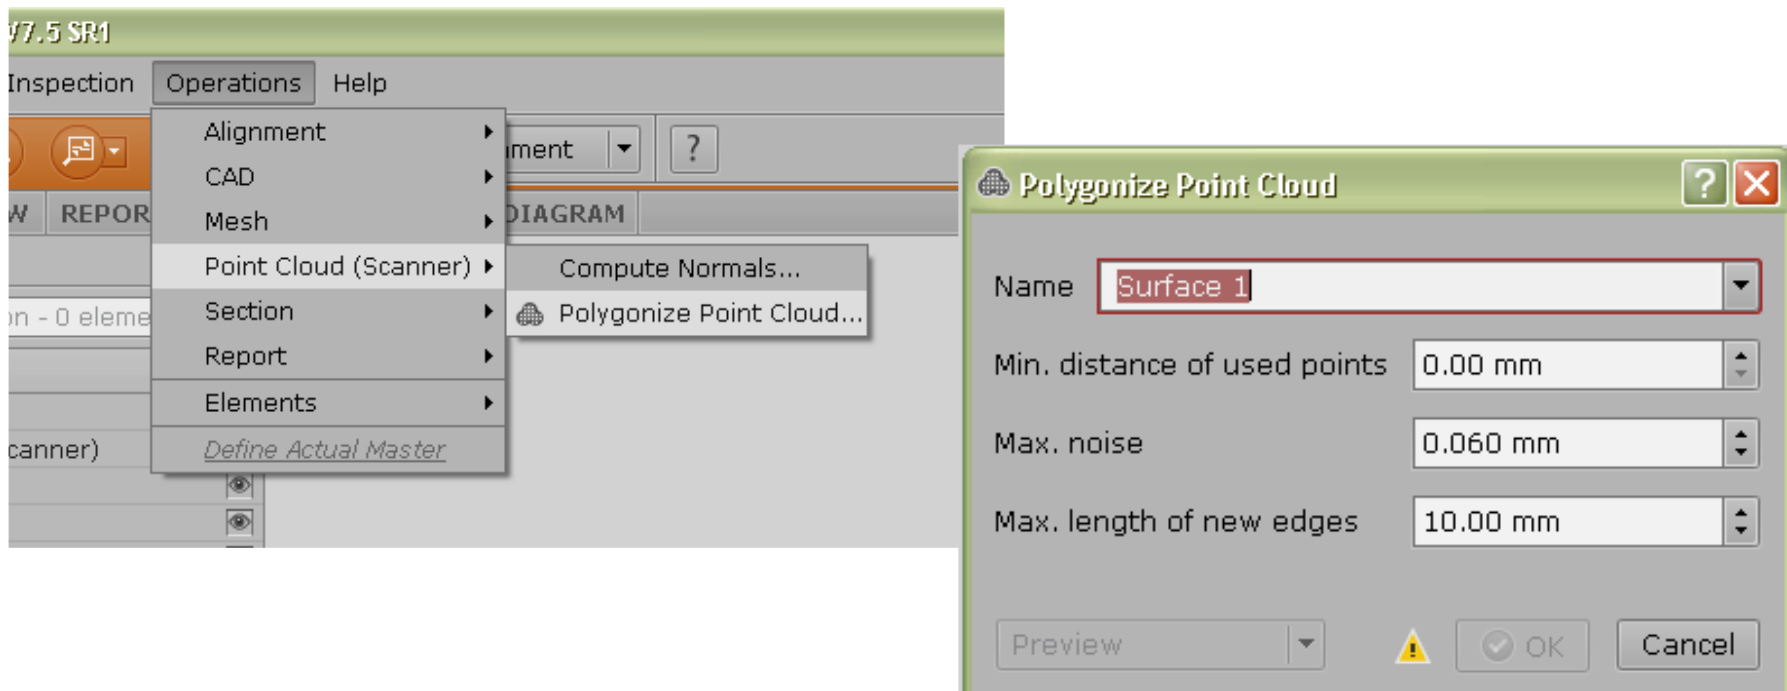 V7.5 SR1
Inspection Operations Help
Alignment
CAD
Mesh
Point Cloud (Scanner)
Section
Report
Elements
Define Actual Master
Compute Normals...
Polygonize Point Cloud...
ment ?
W REPOR DIAGRAM
on - 0 eleme
canner)
Polygonize Point Cloud ?
Name Surface 1
Min. distance of used points 0.00 mm
Max. noise 0.060 mm
Max. length of new edges 10.00 mm
Preview OK Cancel